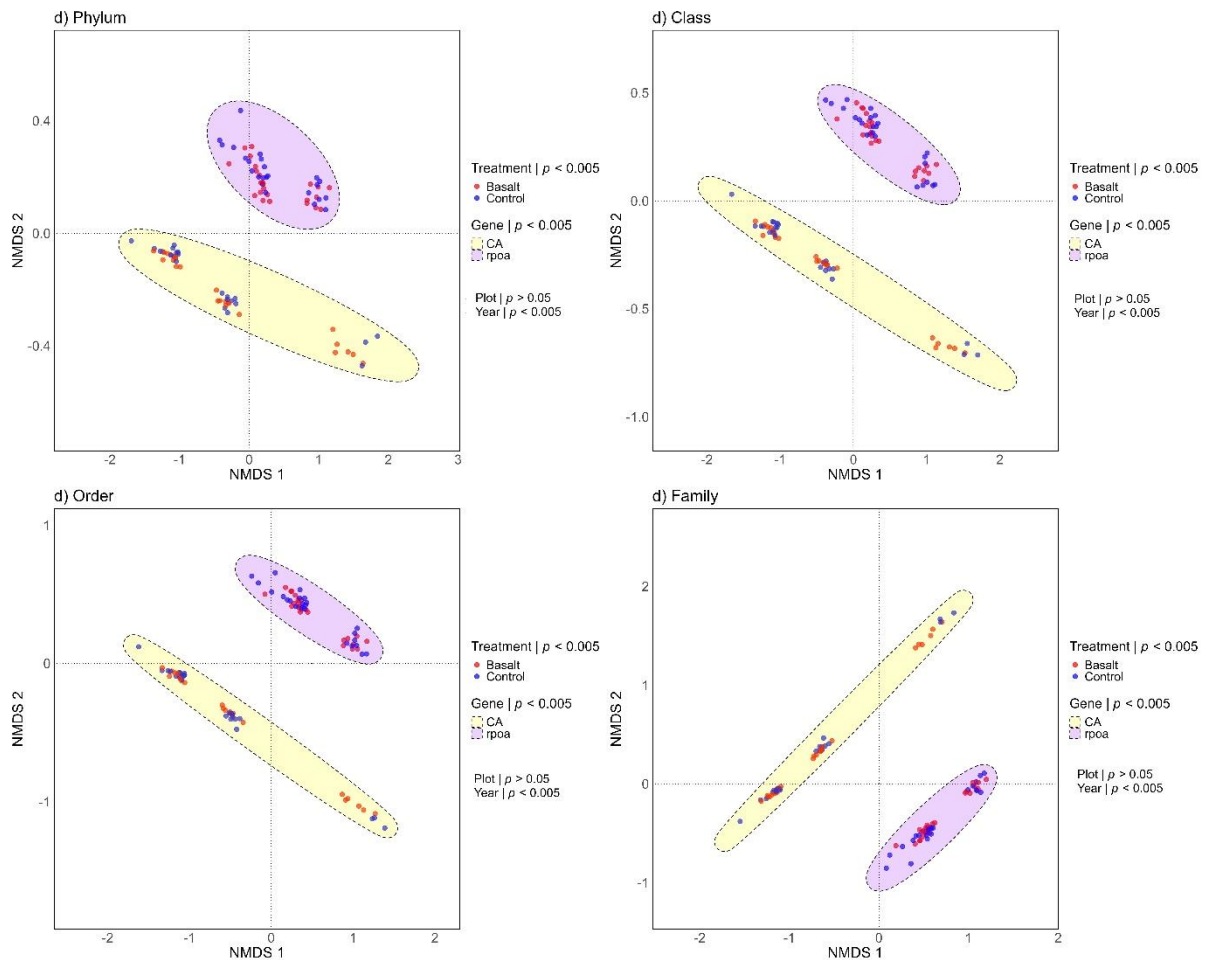 d) Phylum
0.4
0.0
-0.4
NMDS 2
-2
-1
0
1
2
3
NMDS 1
Treatment | p < 0.005
Basalt
Control
Gene | p < 0.005
CA
rpoa
Plot | p > 0.05
Year | p < 0.005
d) Class
0.5
0.0
-0.5
-1.0
NMDS 2
-2
-1
0
1
2
NMDS 1
Treatment | p < 0.005
Basalt
Control
Gene | p < 0.005
CA
rpoa
Plot | p > 0.05
Year | p < 0.005
d) Order
1
0
-1
NMDS 2
-2
-1
0
1
2
NMDS 1
Treatment | p < 0.005
Basalt
Control
Gene | p < 0.005
CA
rpoa
Plot | p > 0.05
Year | p < 0.005
d) Family
2
1
0
-1
NMDS 2
-2
-1
0
1
2
NMDS 1
Treatment | p < 0.005
Basalt
Control
Gene | p < 0.005
CA
rpoa
Plot | p > 0.05
Year | p < 0.005